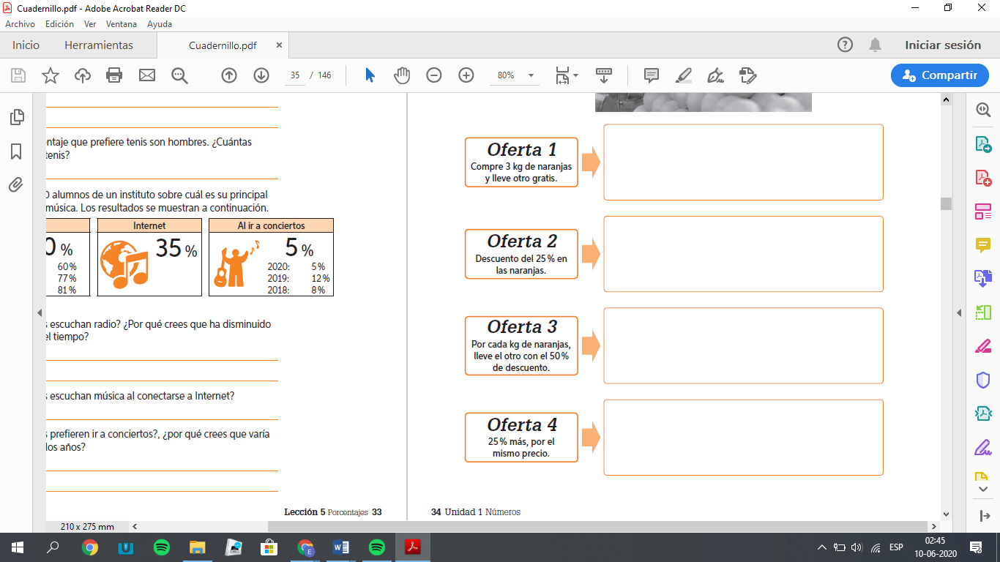 Cuadernillo.pdf - Adobe Acrobat Reader DC
Archivo Edición Ver Ventana Ayuda
Inicio Herramientas Cuadernillo.pdf × Iniciar sesión
35 / 146 80% Compartir
entaje que prefiere tenis son hombres. ¿Cuántas
tenis?
0 alumnos de un instituto sobre cuál es su principal
música. Los resultados se muestran a continuación.
0 %
60 %
77 %
81 %
Internet
35 %
Al ir a conciertos
5 %
2020: 5 %
2019: 12 %
2018: 8 %
s escuchan radio? ¿Por qué crees que ha disminuido
el tiempo?
s escuchan música al conectarse a Internet?
s prefieren ir a conciertos?, ¿por qué crees que varía
los años?
Lección 5 Porcentajes 33
Oferta 1
Compre 3 kg de naranjas
y lleve otro gratis.
Oferta 2
Descuento del 25 % en
las naranjas.
Oferta 3
Por cada kg de naranjas,
lleve el otro con el 50 %
de descuento.
Oferta 4
25 % más, por el
mismo precio.
34 Unidad 1 Números
210 x 275 mm
ESP
02:45
10-06-2020